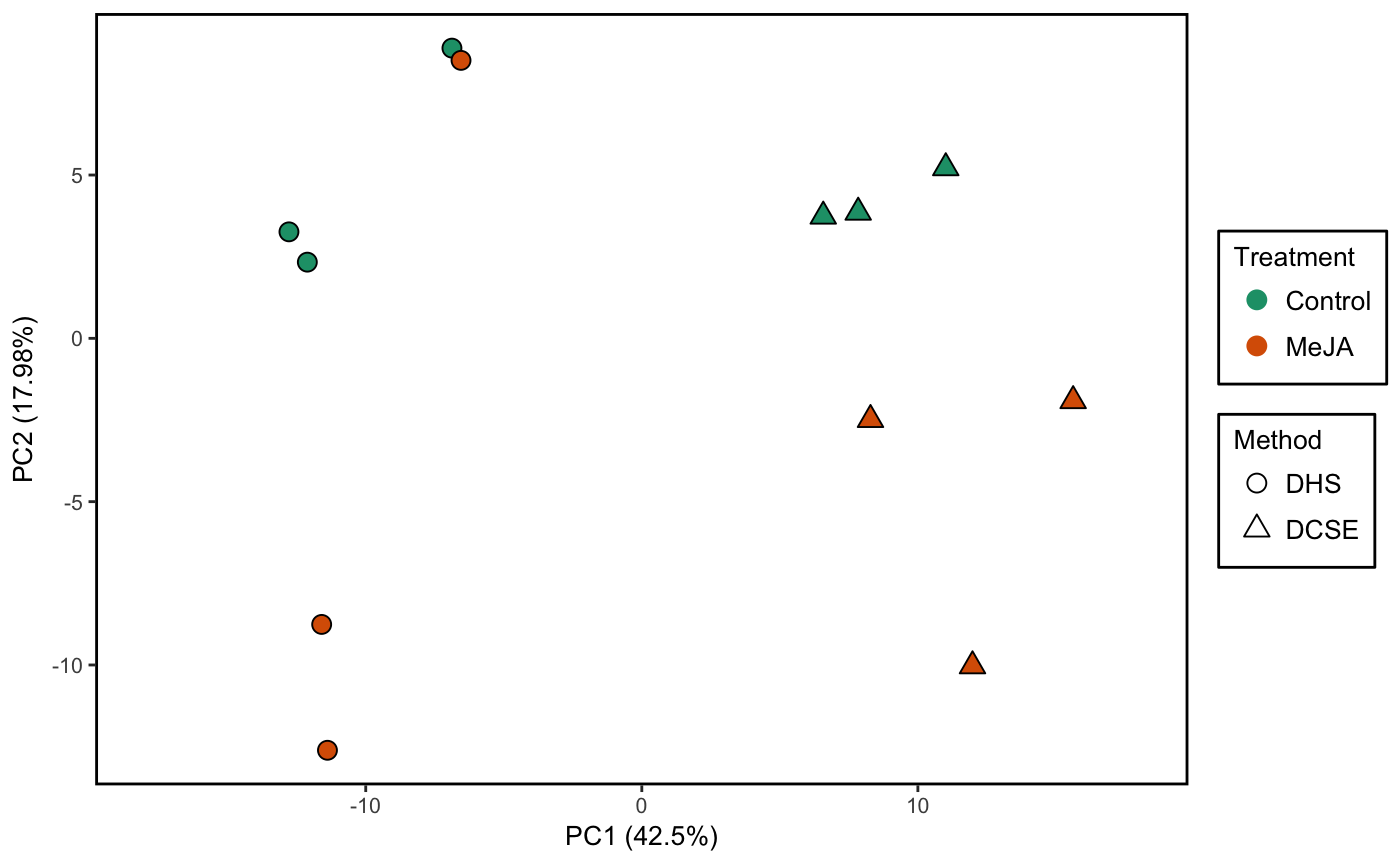 PC2 (17.98%)
5
0
-5
-10
-10
0
10
PC1 (42.5%)
Treatment
Control
MeJA
Method
DHS
DCSE